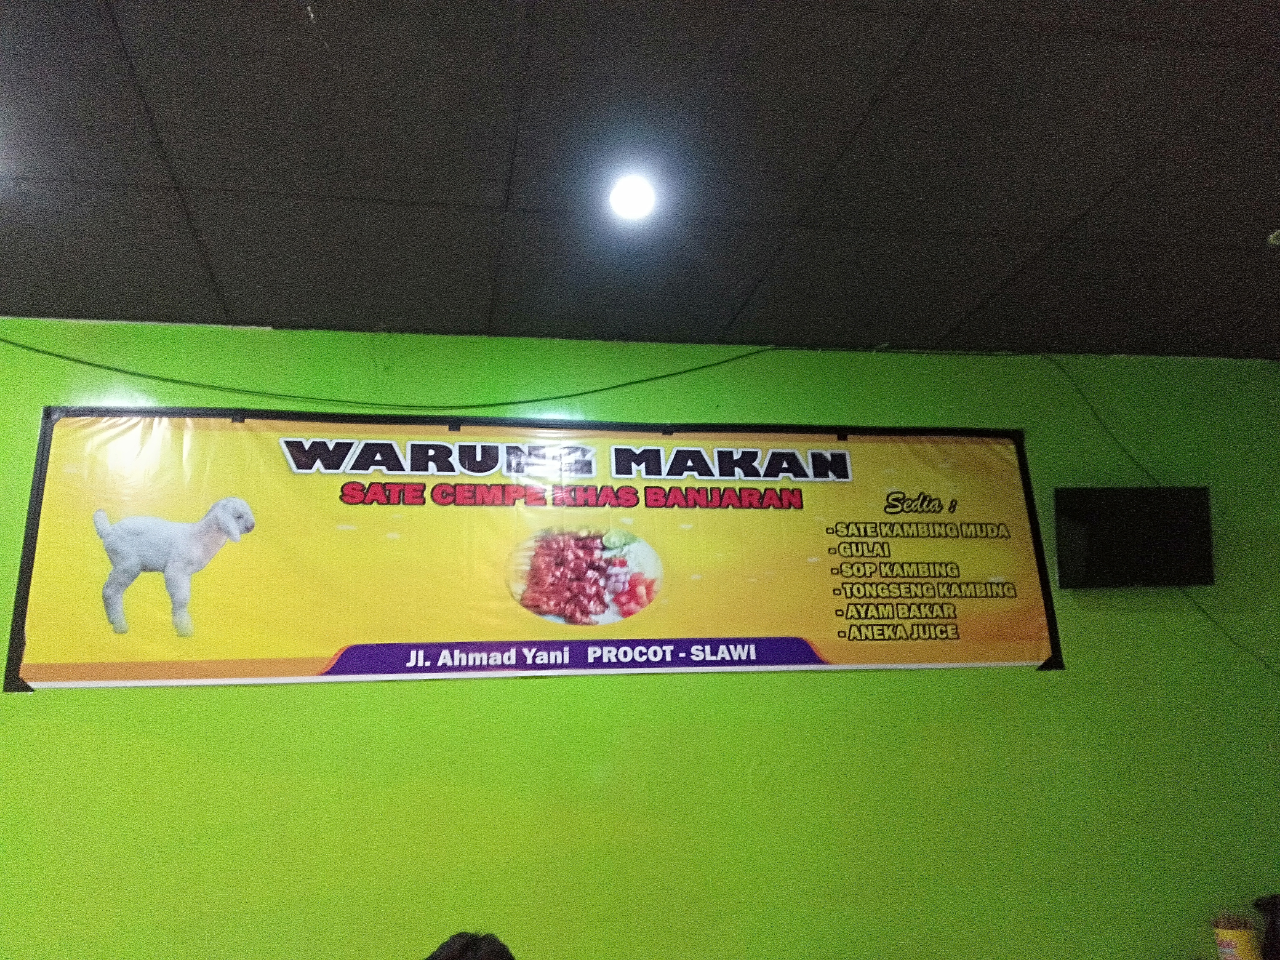 WARUNG MAKAN
SATE CEMPE KHAS BANJARAN
Sedia :
- SATE KAMBING MUDA
- GULAI
- SOP KAMBING
- TONGSENG KAMBING
- AYAM BAKAR
- ANEKA JUICE
Jl. Ahmad Yani PROCOT - SLAWI